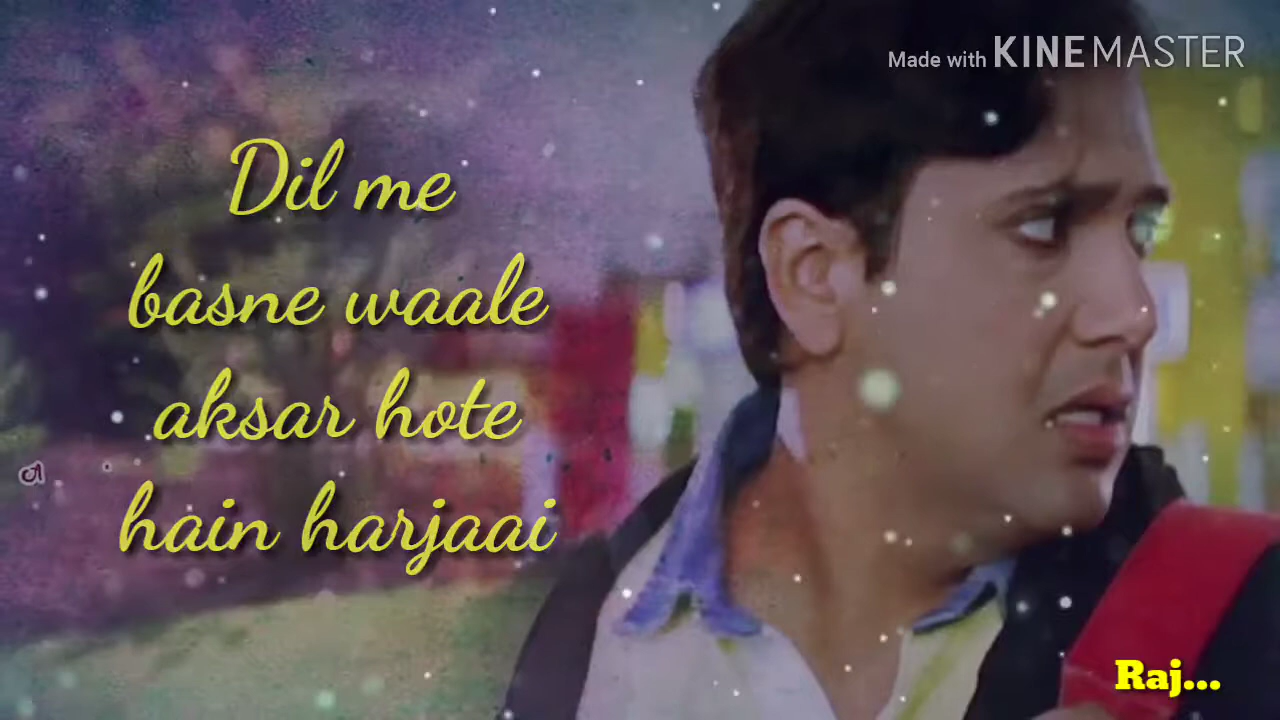 Made with KINEMASTER
Dil me
basne waale
aksar hote
hain harjaai
Raj...